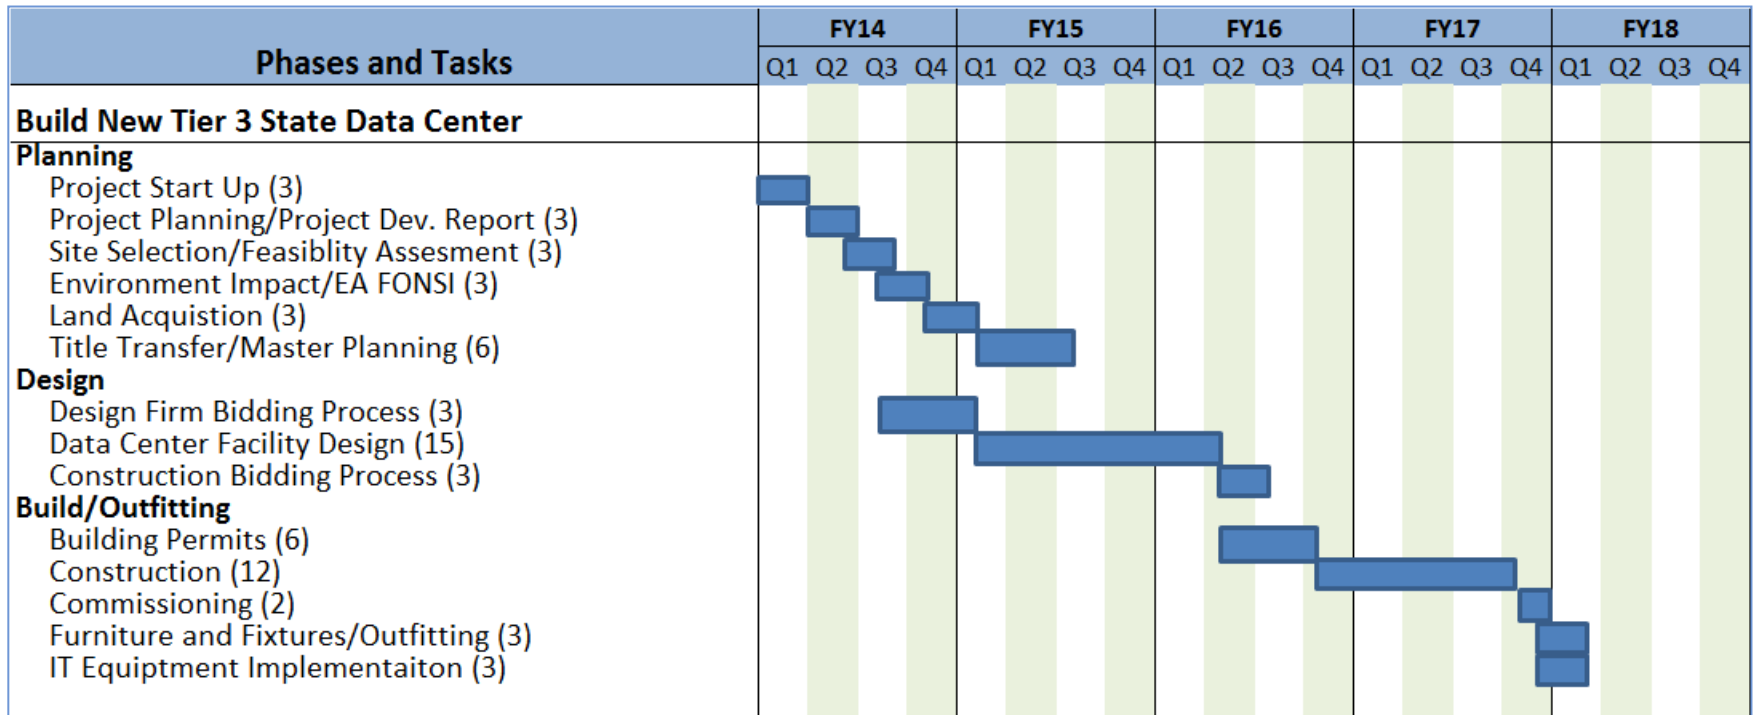 FY14 FY15 FY16 FY17 FY18
Phases and Tasks Q1 Q2 Q3 Q4 Q1 Q2 Q3 Q4 Q1 Q2 Q3 Q4 Q1 Q2 Q3 Q4 Q1 Q2 Q3 Q4
Build New Tier 3 State Data Center
Planning
Project Start Up (3)
Project Planning/Project Dev. Report (3)
Site Selection/Feasiblity Assesment (3)
Environment Impact/EA FONSI (3)
Land Acquistion (3)
Title Transfer/Master Planning (6)
Design
Design Firm Bidding Process (3)
Data Center Facility Design (15)
Construction Bidding Process (3)
Build/Outfitting
Building Permits (6)
Construction (12)
Commissioning (2)
Furniture and Fixtures/Outfitting (3)
IT Equiptment Implementaiton (3)